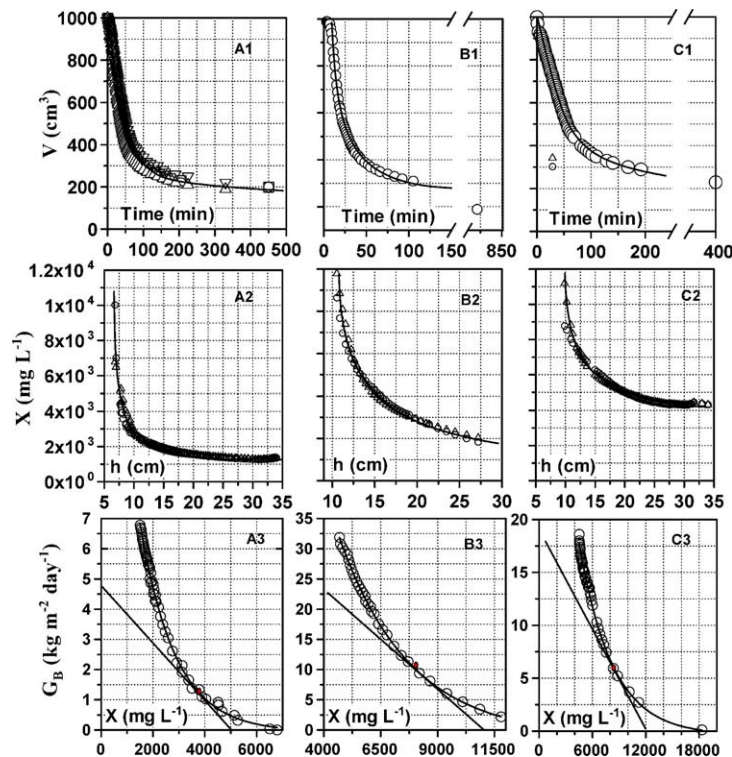 1000
800
600
400
200
0
V (cm³)
A1
Time (min)
0 100 200 300 400 500
B1
Time (min)
0 50 100 150 850
C1
Time (min)
0 100 200 400
1.2x10⁴
1x10⁴
8x10³
6x10³
4x10³
2x10³
0x10⁰
X (mg L⁻¹)
A2
h (cm)
5 10 15 20 25 30 35
B2
h (cm)
10 15 20 25 30
C2
h (cm)
5 10 15 20 25 30 35
7
6
5
4
3
2
1
0
G_B (kg m⁻² day⁻¹)
A3
X (mg L⁻¹)
0 2000 4000 6000
35
30
25
20
15
10
5
0
B3
X (mg L⁻¹)
4000 6500 9000 11500
20
15
10
5
0
C3
X (mg L⁻¹)
0 6000 12000 18000